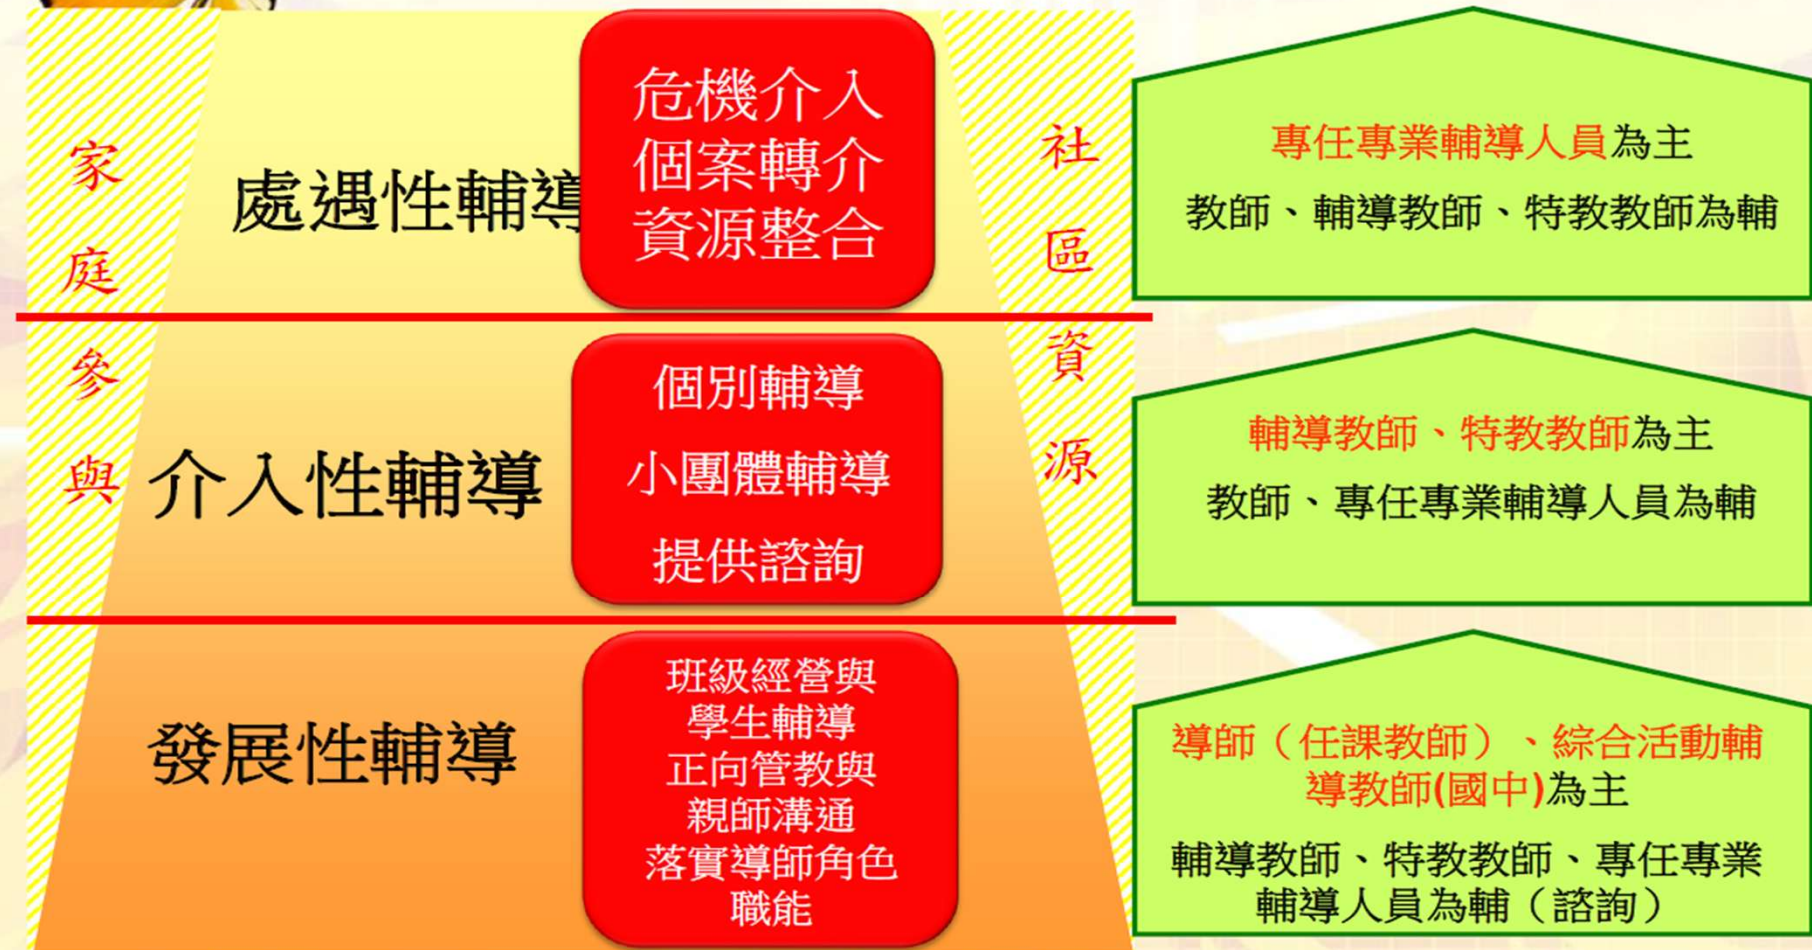 家庭參與
社區資源
處遇性輔導
危機介入
個案轉介
資源整合
專任專業輔導人員為主
教師、輔導教師、特教教師為輔
介入性輔導
個別輔導
小團體輔導
提供諮詢
輔導教師、特教教師為主
教師、專任專業輔導人員為輔
發展性輔導
班級經營與
學生輔導
正向管教與
親師溝通
落實導師角色
職能
導師（任課教師）、綜合活動輔
導教師(國中)為主
輔導教師、特教教師、專任專業
輔導人員為輔（諮詢）